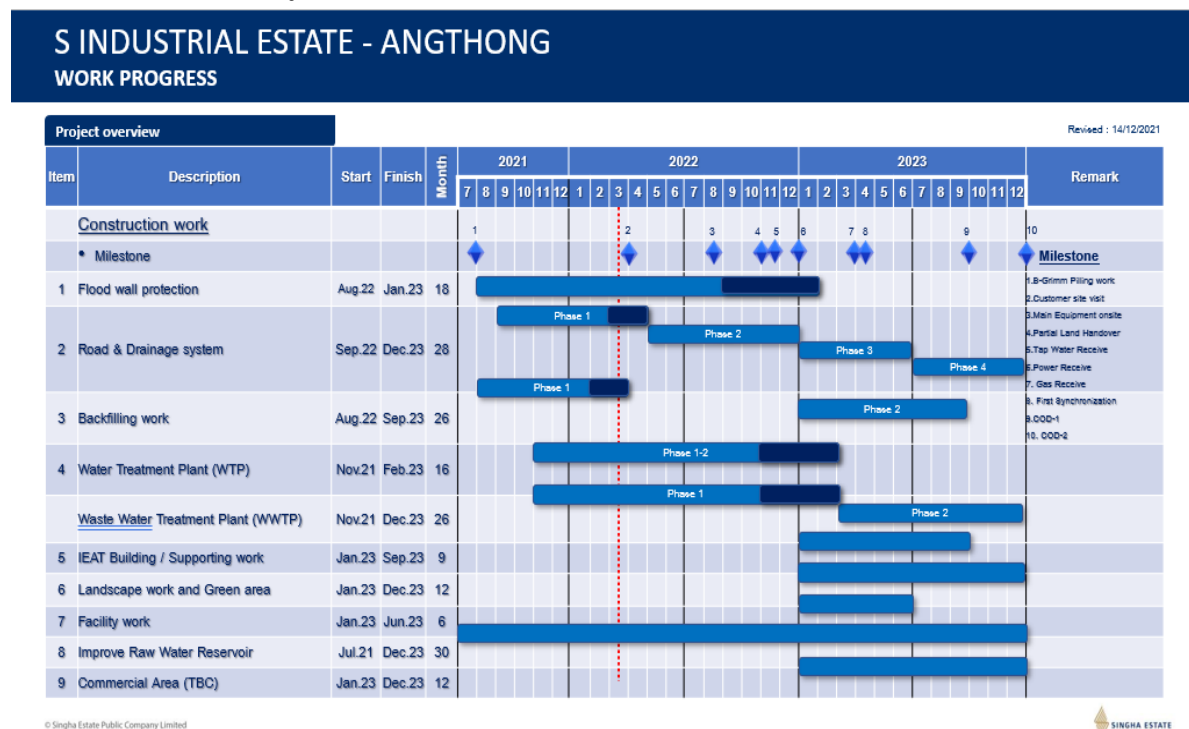 S INDUSTRIAL ESTATE - ANGTHONG
WORK PROGRESS
Project overview
Revised : 14/12/2021
Item Description Start Finish Month 2021 2022 2023 Remark
7 8 9 10 11 12 1 2 3 4 5 6 7 8 9 10 11 12 1 2 3 4 5 6 7 8 9 10 11 12
Construction work
1 2 3 4 5 6 7 8 9 10
• Milestone
Milestone
1 Flood wall protection Aug.22 Jan.23 18
1.B-Grimm Piling work
2.Customer site visit
3.Main Equipment onsite
4.Partial Land Handover
5.Tap Water Receive
6.Power Receive
7. Gas Receive
8. First Synchronization
9.COD-1
10. COD-2
Phase 1
Phase 2
2 Road & Drainage system Sep.22 Dec.23 28
Phase 3
Phase 4
Phase 1
Phase 2
3 Backfilling work Aug.22 Sep.23 26
Phase 1-2
4 Water Treatment Plant (WTP) Nov.21 Feb.23 16
Phase 1
Phase 2
Waste Water Treatment Plant (WWTP) Nov.21 Dec.23 26
5 IEAT Building / Supporting work Jan.23 Sep.23 9
6 Landscape work and Green area Jan.23 Dec.23 12
7 Facility work Jan.23 Jun.23 6
8 Improve Raw Water Reservoir Jul.21 Dec.23 30
9 Commercial Area (TBC) Jan.23 Dec.23 12
© Singha Estate Public Company Limited
SINGHA ESTATE